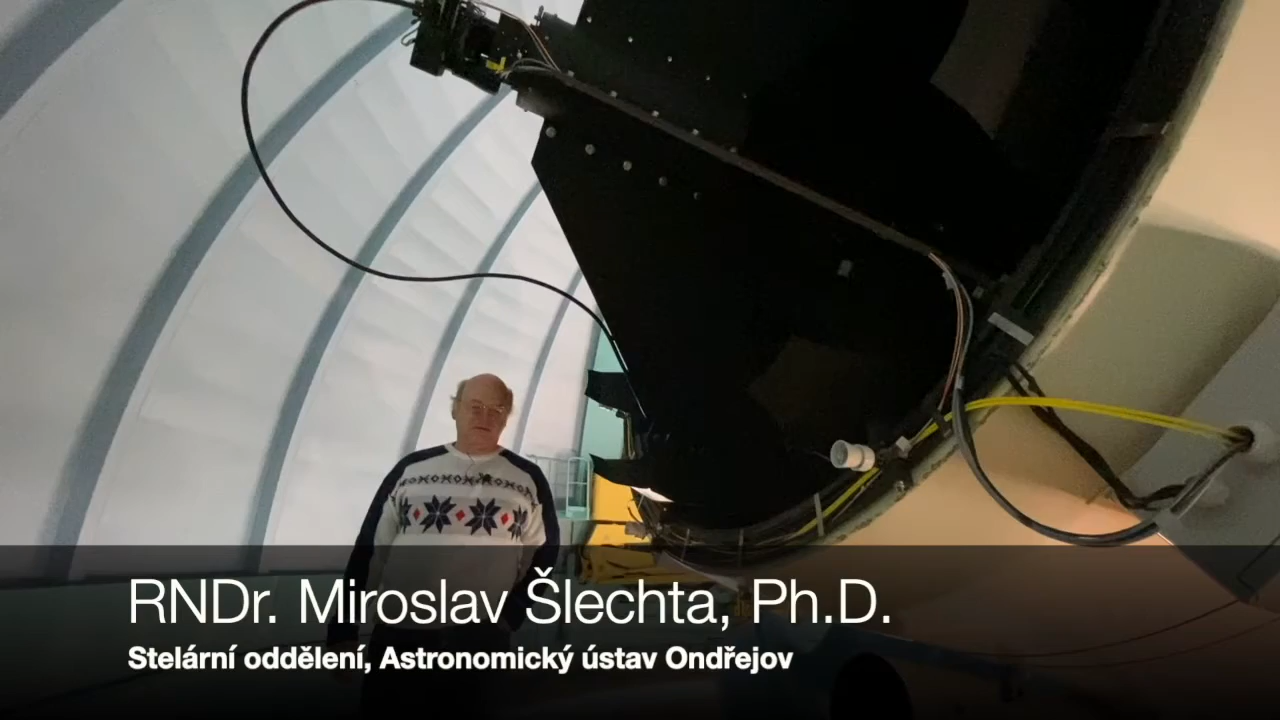 RNDr. Miroslav Šlechta, Ph.D.
Stelární oddělení, Astronomický ústav Ondřejov